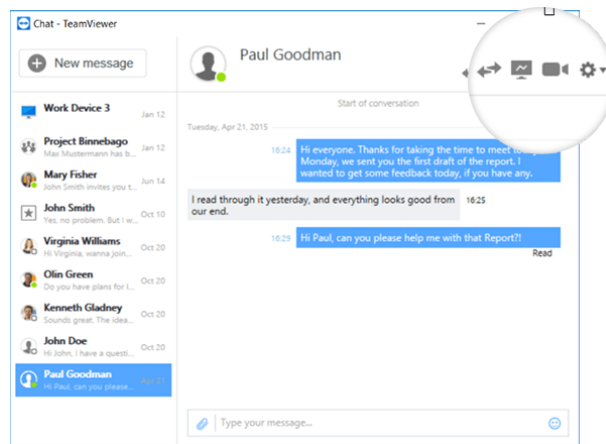 Chat - TeamViewer
New message
Work Device 3
Jan 12
Project Binnebago
Max Mustermann has b...
Jan 12
Mary Fisher
John Smith invites you t...
Jun 14
John Smith
Yes, no problem. But I w...
Oct 10
Virginia Williams
Hi Virginia, wanna join...
Oct 20
Olin Green
Do you have plans for l...
Oct 20
Kenneth Gladney
Sounds great. The idea...
Oct 20
John Doe
Hi John, I have a questi...
Oct 20
Paul Goodman
Hi Paul, can you please...
Apr 21
Paul Goodman
Start of conversation
Tuesday, Apr 21, 2015
16:24
Hi everyone. Thanks for taking the time to meet
Monday, we sent you the first draft of the report. I
wanted to get some feedback today, if you have any.
I read through it yesterday, and everything looks good from
our end.
16:25
16:29
Hi Paul, can you please help me with that Report?!
Read
Type your message...